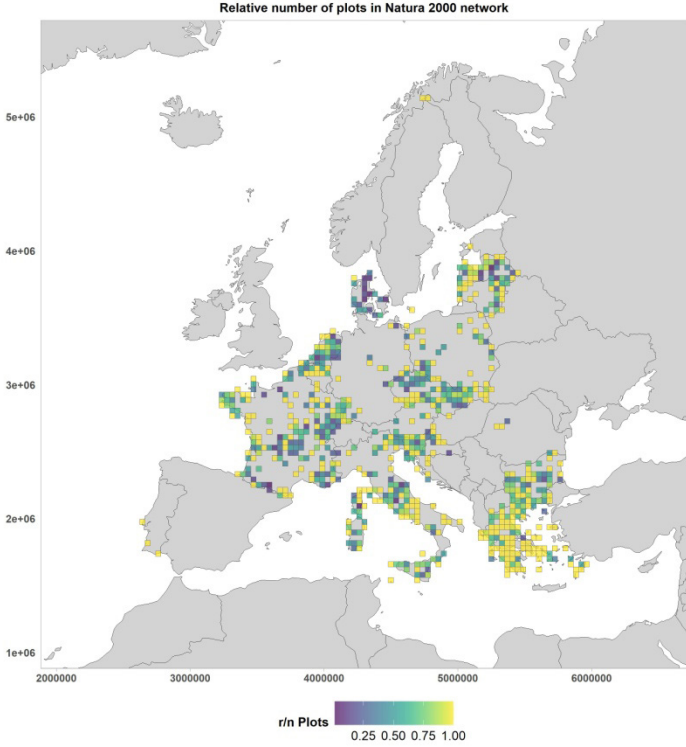 Relative number of plots in Natura 2000 network
5e+06
4e+06
3e+06
2e+06
1e+06
2000000 3000000 4000000 5000000 6000000
r/n Plots
0.25 0.50 0.75 1.00